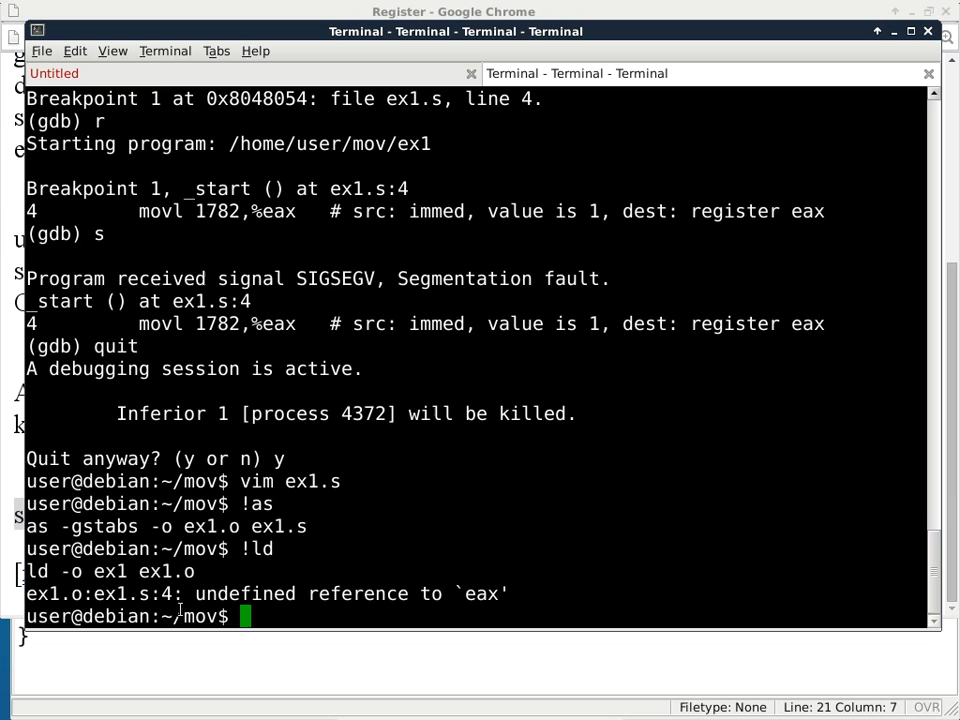 Register - Google Chrome
Terminal - Terminal - Terminal - Terminal
File Edit View Terminal Tabs Help
Untitled
Terminal - Terminal - Terminal
Breakpoint 1 at 0x8048054: file ex1.s, line 4.
(gdb) r
Starting program: /home/user/mov/ex1
Breakpoint 1, _start () at ex1.s:4
4 movl 1782,%eax # src: immed, value is 1, dest: register eax
(gdb) s
Program received signal SIGSEGV, Segmentation fault.
_start () at ex1.s:4
4 movl 1782,%eax # src: immed, value is 1, dest: register eax
(gdb) quit
A debugging session is active.
Inferior 1 [process 4372] will be killed.
Quit anyway? (y or n) y
user@debian:~/mov$ vim ex1.s
user@debian:~/mov$ !as
as -gstabs -o ex1.o ex1.s
user@debian:~/mov$ !ld
ld -o ex1 ex1.o
ex1.o:ex1.s:4: undefined reference to `eax'
user@debian:~/mov$
}
Filetype: None Line: 21 Column: 7 OVR